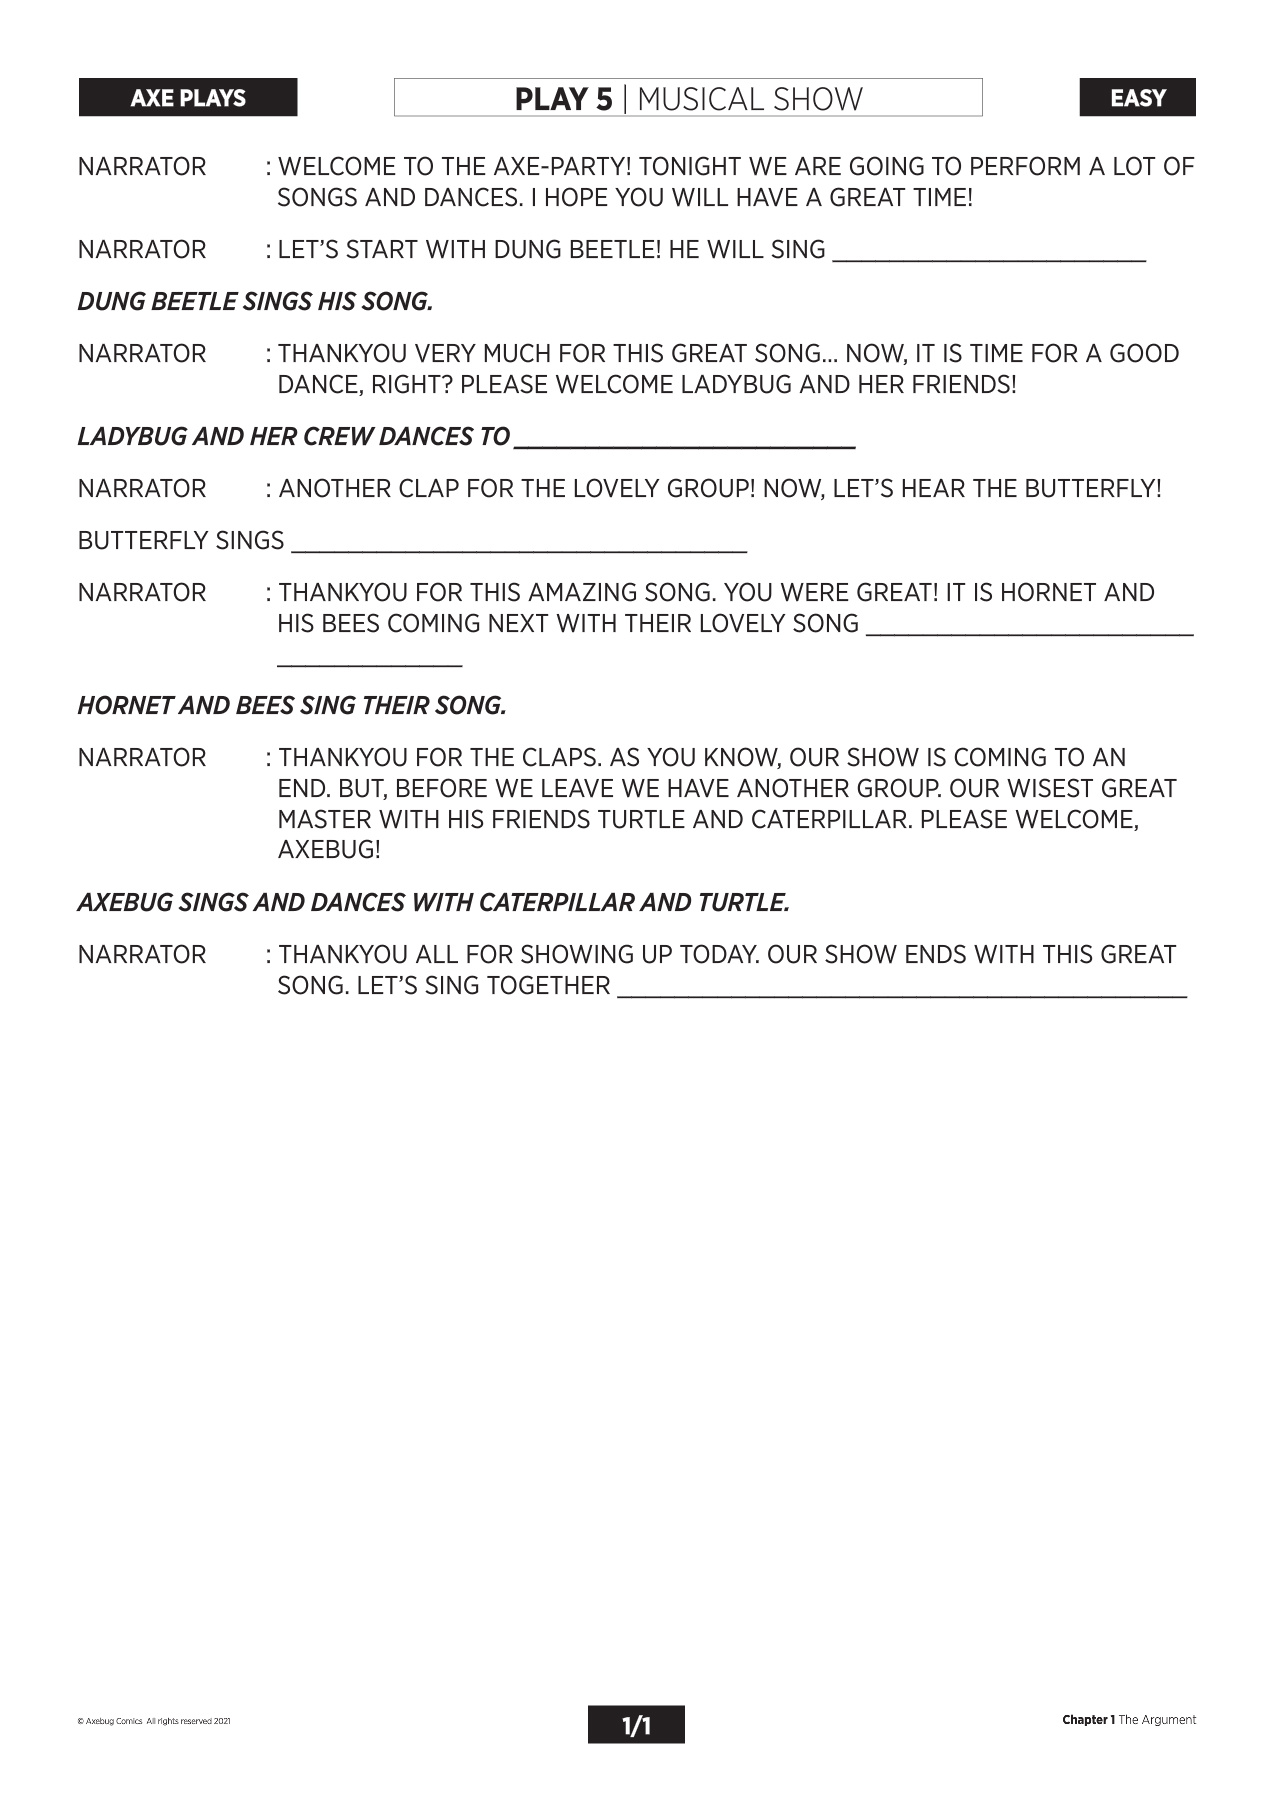 AXE PLAYS
PLAY 5 | MUSICAL SHOW
EASY
NARRATOR : WELCOME TO THE AXE-PARTY! TONIGHT WE ARE GOING TO PERFORM A LOT OF
SONGS AND DANCES. I HOPE YOU WILL HAVE A GREAT TIME!
NARRATOR : LET'S START WITH DUNG BEETLE! HE WILL SING ______________________
DUNG BEETLE SINGS HIS SONG.
NARRATOR : THANKYOU VERY MUCH FOR THIS GREAT SONG... NOW, IT IS TIME FOR A GOOD
DANCE, RIGHT? PLEASE WELCOME LADYBUG AND HER FRIENDS!
LADYBUG AND HER CREW DANCES TO ________________________
NARRATOR : ANOTHER CLAP FOR THE LOVELY GROUP! NOW, LET'S HEAR THE BUTTERFLY!
BUTTERFLY SINGS ________________________________
NARRATOR : THANKYOU FOR THIS AMAZING SONG. YOU WERE GREAT! IT IS HORNET AND
HIS BEES COMING NEXT WITH THEIR LOVELY SONG _______________________
_____________
HORNET AND BEES SING THEIR SONG.
NARRATOR : THANKYOU FOR THE CLAPS. AS YOU KNOW, OUR SHOW IS COMING TO AN
END. BUT, BEFORE WE LEAVE WE HAVE ANOTHER GROUP. OUR WISEST GREAT
MASTER WITH HIS FRIENDS TURTLE AND CATERPILLAR. PLEASE WELCOME,
AXEBUG!
AXEBUG SINGS AND DANCES WITH CATERPILLAR AND TURTLE.
NARRATOR : THANKYOU ALL FOR SHOWING UP TODAY. OUR SHOW ENDS WITH THIS GREAT
SONG. LET'S SING TOGETHER ________________________________________
© Axebug Comics All rights reserved 2021
1/1
Chapter 1 The Argument